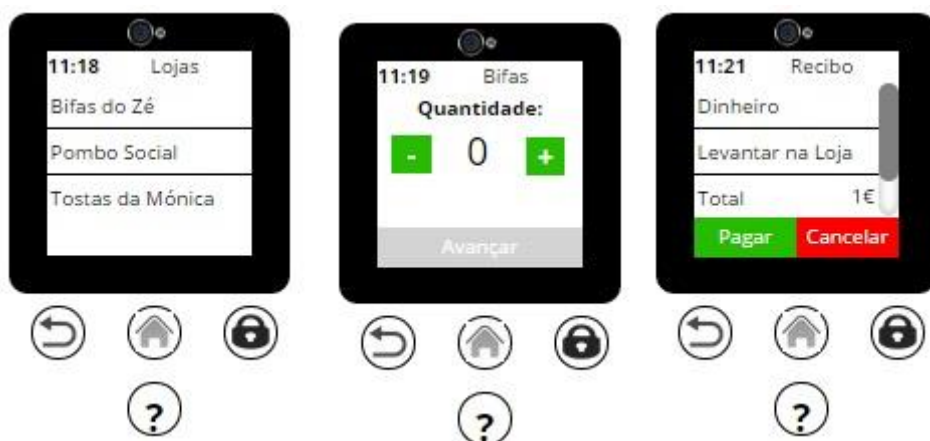 11:18 Lojas
Bifas do Zé
Pombo Social
Tostas da Mónica
?
11:19 Bifas
Quantidade:
- 0 +
Avançar
?
11:21 Recibo
Dinheiro
Levantar na Loja
Total 1€
Pagar Cancelar
?